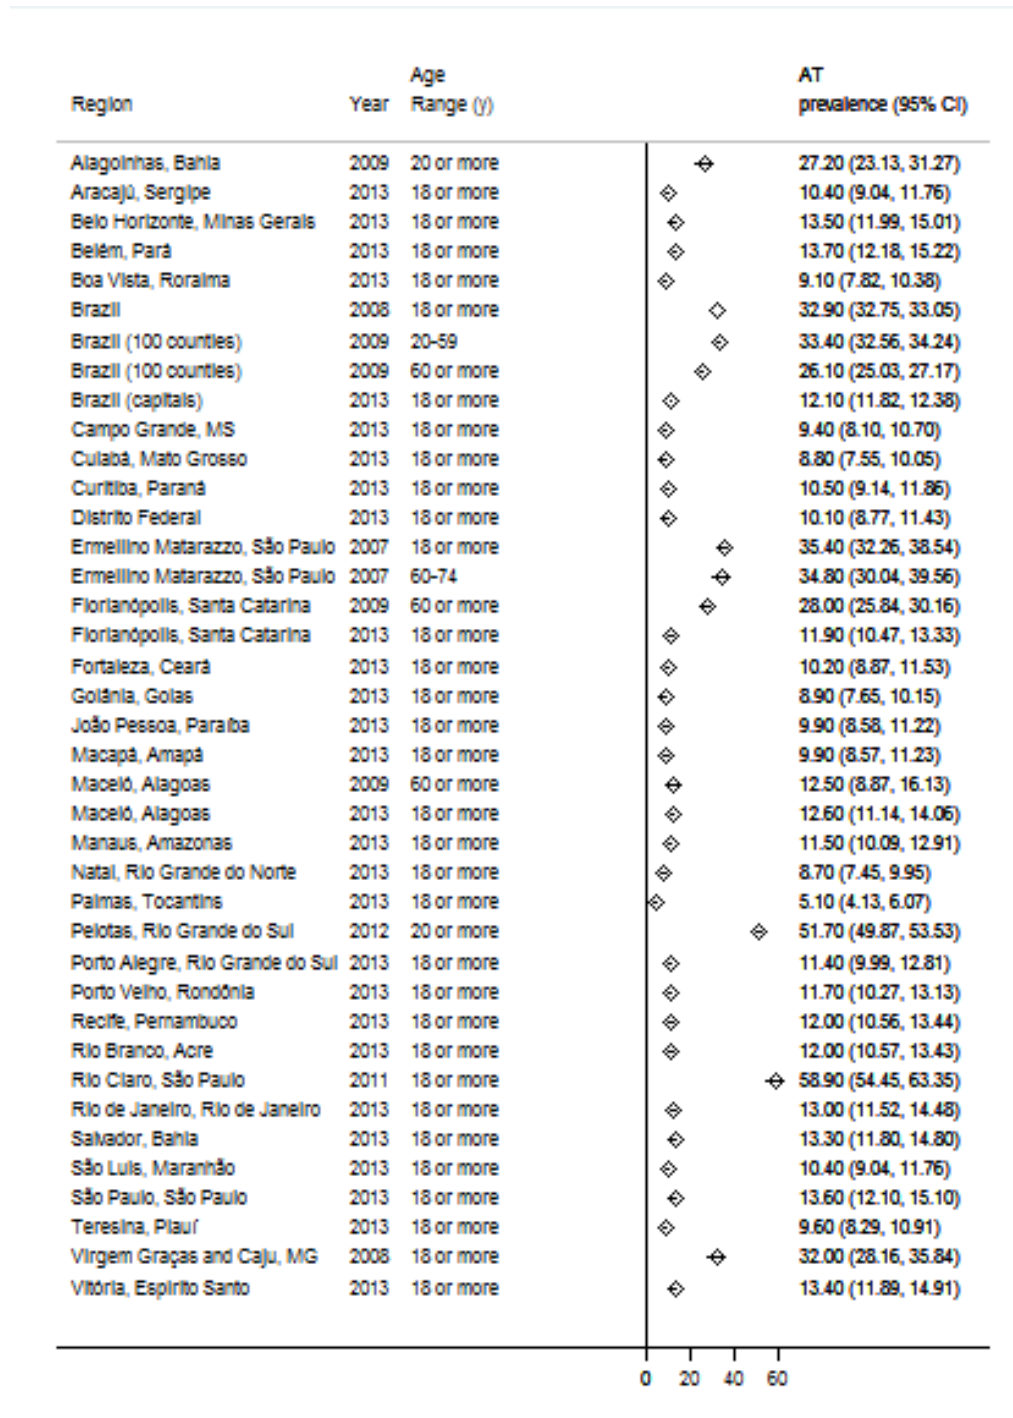 Age AT
Region Year Range (y) prevalence (95% CI)
Alagoinhas, Bahia 2009 20 or more 27.20 (23.13, 31.27)
Aracajú, Sergipe 2013 18 or more 10.40 (9.04, 11.76)
Belo Horizonte, Minas Gerais 2013 18 or more 13.50 (11.99, 15.01)
Belém, Pará 2013 18 or more 13.70 (12.18, 15.22)
Boa Vista, Roraima 2013 18 or more 9.10 (7.82, 10.38)
Brazil 2008 18 or more 32.90 (32.75, 33.05)
Brazil (100 counties) 2009 20-59 33.40 (32.56, 34.24)
Brazil (100 counties) 2009 60 or more 26.10 (25.03, 27.17)
Brazil (capitals) 2013 18 or more 12.10 (11.82, 12.38)
Campo Grande, MS 2013 18 or more 9.40 (8.10, 10.70)
Cuiabá, Mato Grosso 2013 18 or more 8.80 (7.55, 10.05)
Curitiba, Paraná 2013 18 or more 10.50 (9.14, 11.86)
Distrito Federal 2013 18 or more 10.10 (8.77, 11.43)
Ermelino Matarazzo, São Paulo 2007 18 or more 35.40 (32.26, 38.54)
Ermelino Matarazzo, São Paulo 2007 60-74 34.80 (30.04, 39.56)
Florianópolis, Santa Catarina 2009 60 or more 28.00 (25.84, 30.16)
Florianópolis, Santa Catarina 2013 18 or more 11.90 (10.47, 13.33)
Fortaleza, Ceará 2013 18 or more 10.20 (8.87, 11.53)
Goiânia, Goias 2013 18 or more 8.90 (7.65, 10.15)
João Pessoa, Paraíba 2013 18 or more 9.90 (8.58, 11.22)
Macapá, Amapá 2013 18 or more 9.90 (8.57, 11.23)
Maceió, Alagoas 2009 60 or more 12.50 (8.87, 16.13)
Maceió, Alagoas 2013 18 or more 12.60 (11.14, 14.06)
Manaus, Amazonas 2013 18 or more 11.50 (10.09, 12.91)
Natal, Rio Grande do Norte 2013 18 or more 8.70 (7.45, 9.95)
Palmas, Tocantins 2013 18 or more 5.10 (4.13, 6.07)
Pelotas, Rio Grande do Sul 2012 20 or more 51.70 (49.87, 53.53)
Porto Alegre, Rio Grande do Sul 2013 18 or more 11.40 (9.99, 12.81)
Porto Velho, Rondônia 2013 18 or more 11.70 (10.27, 13.13)
Recife, Pernambuco 2013 18 or more 12.00 (10.56, 13.44)
Rio Branco, Acre 2013 18 or more 12.00 (10.57, 13.43)
Rio Claro, São Paulo 2011 18 or more 58.90 (54.45, 63.35)
Rio de Janeiro, Rio de Janeiro 2013 18 or more 13.00 (11.52, 14.48)
Salvador, Bahia 2013 18 or more 13.30 (11.80, 14.80)
São Luis, Maranhão 2013 18 or more 10.40 (9.04, 11.76)
São Paulo, São Paulo 2013 18 or more 13.60 (12.10, 15.10)
Teresina, Piauí 2013 18 or more 9.60 (8.29, 10.91)
Virgem Graças and Caju, MG 2008 18 or more 32.00 (28.16, 35.84)
Vitória, Espirito Santo 2013 18 or more 13.40 (11.89, 14.91)
0 20 40 60